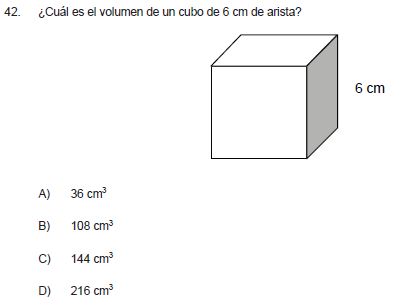 42. ¿Cuál es el volumen de un cubo de 6 cm de arista?
6 cm
A) 36 cm³
B) 108 cm³
C) 144 cm³
D) 216 cm³